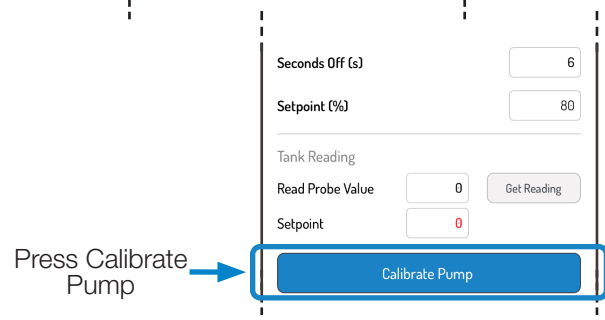 Seconds Off (s) 6
Setpoint (%) 80
Tank Reading
Read Probe Value 0 Get Reading
Setpoint 0
Press Calibrate
Pump
Calibrate Pump